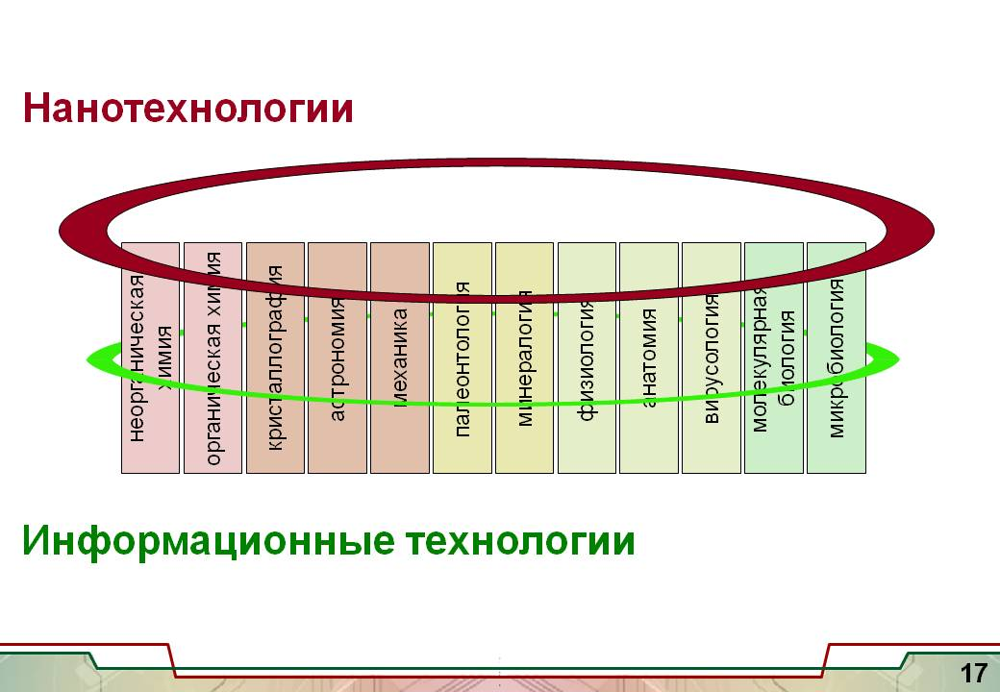 Нанотехнологии
неорганическая
химия
органическая химия
кристаллография
астрономия
механика
палеонтология
минералогия
физиология
анатомия
вирусология
молекулярная
биология
микробиология
Информационные технологии
17